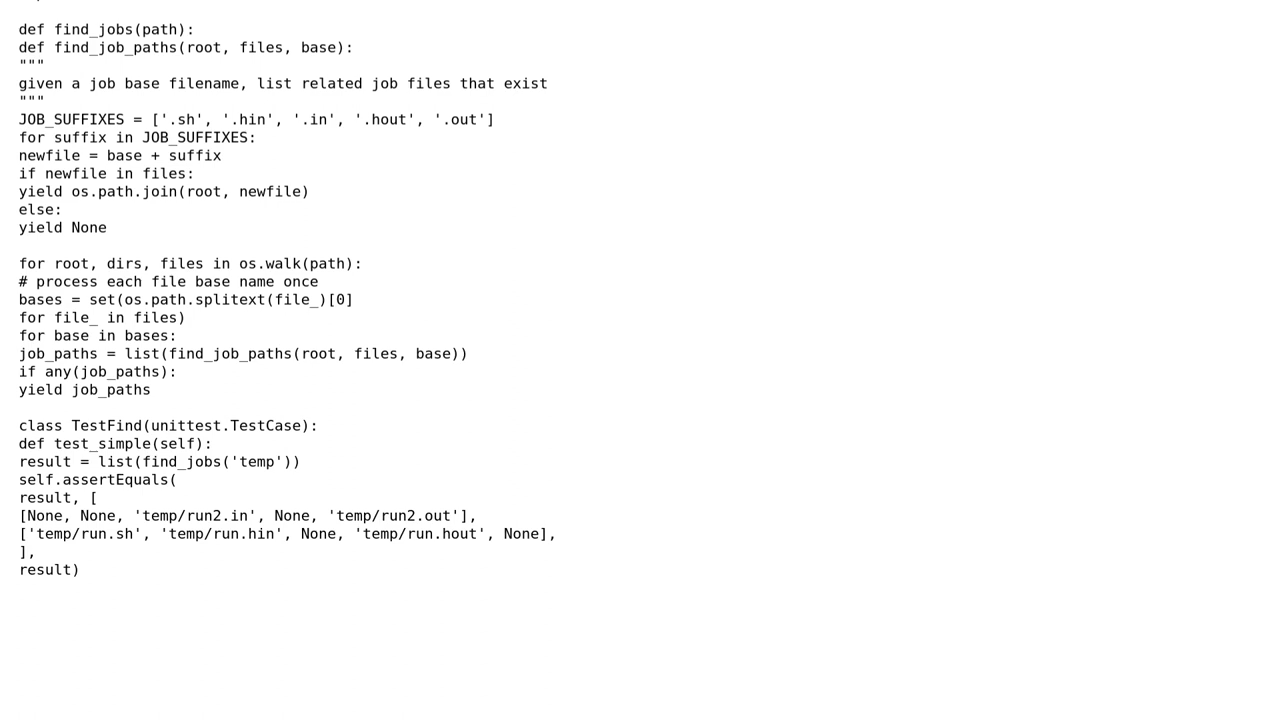 def find_jobs(path):
def find_job_paths(root, files, base):
"""
given a job base filename, list related job files that exist
"""
JOB_SUFFIXES = ['.sh', '.hin', '.in', '.hout', '.out']
for suffix in JOB_SUFFIXES:
newfile = base + suffix
if newfile in files:
yield os.path.join(root, newfile)
else:
yield None

for root, dirs, files in os.walk(path):
# process each file base name once
bases = set(os.path.splitext(file_)[0]
for file_ in files)
for base in bases:
job_paths = list(find_job_paths(root, files, base))
if any(job_paths):
yield job_paths

class TestFind(unittest.TestCase):
def test_simple(self):
result = list(find_jobs('temp'))
self.assertEquals(
result, [
[None, None, 'temp/run2.in', None, 'temp/run2.out'],
['temp/run.sh', 'temp/run.hin', None, 'temp/run.hout', None],
],
result)